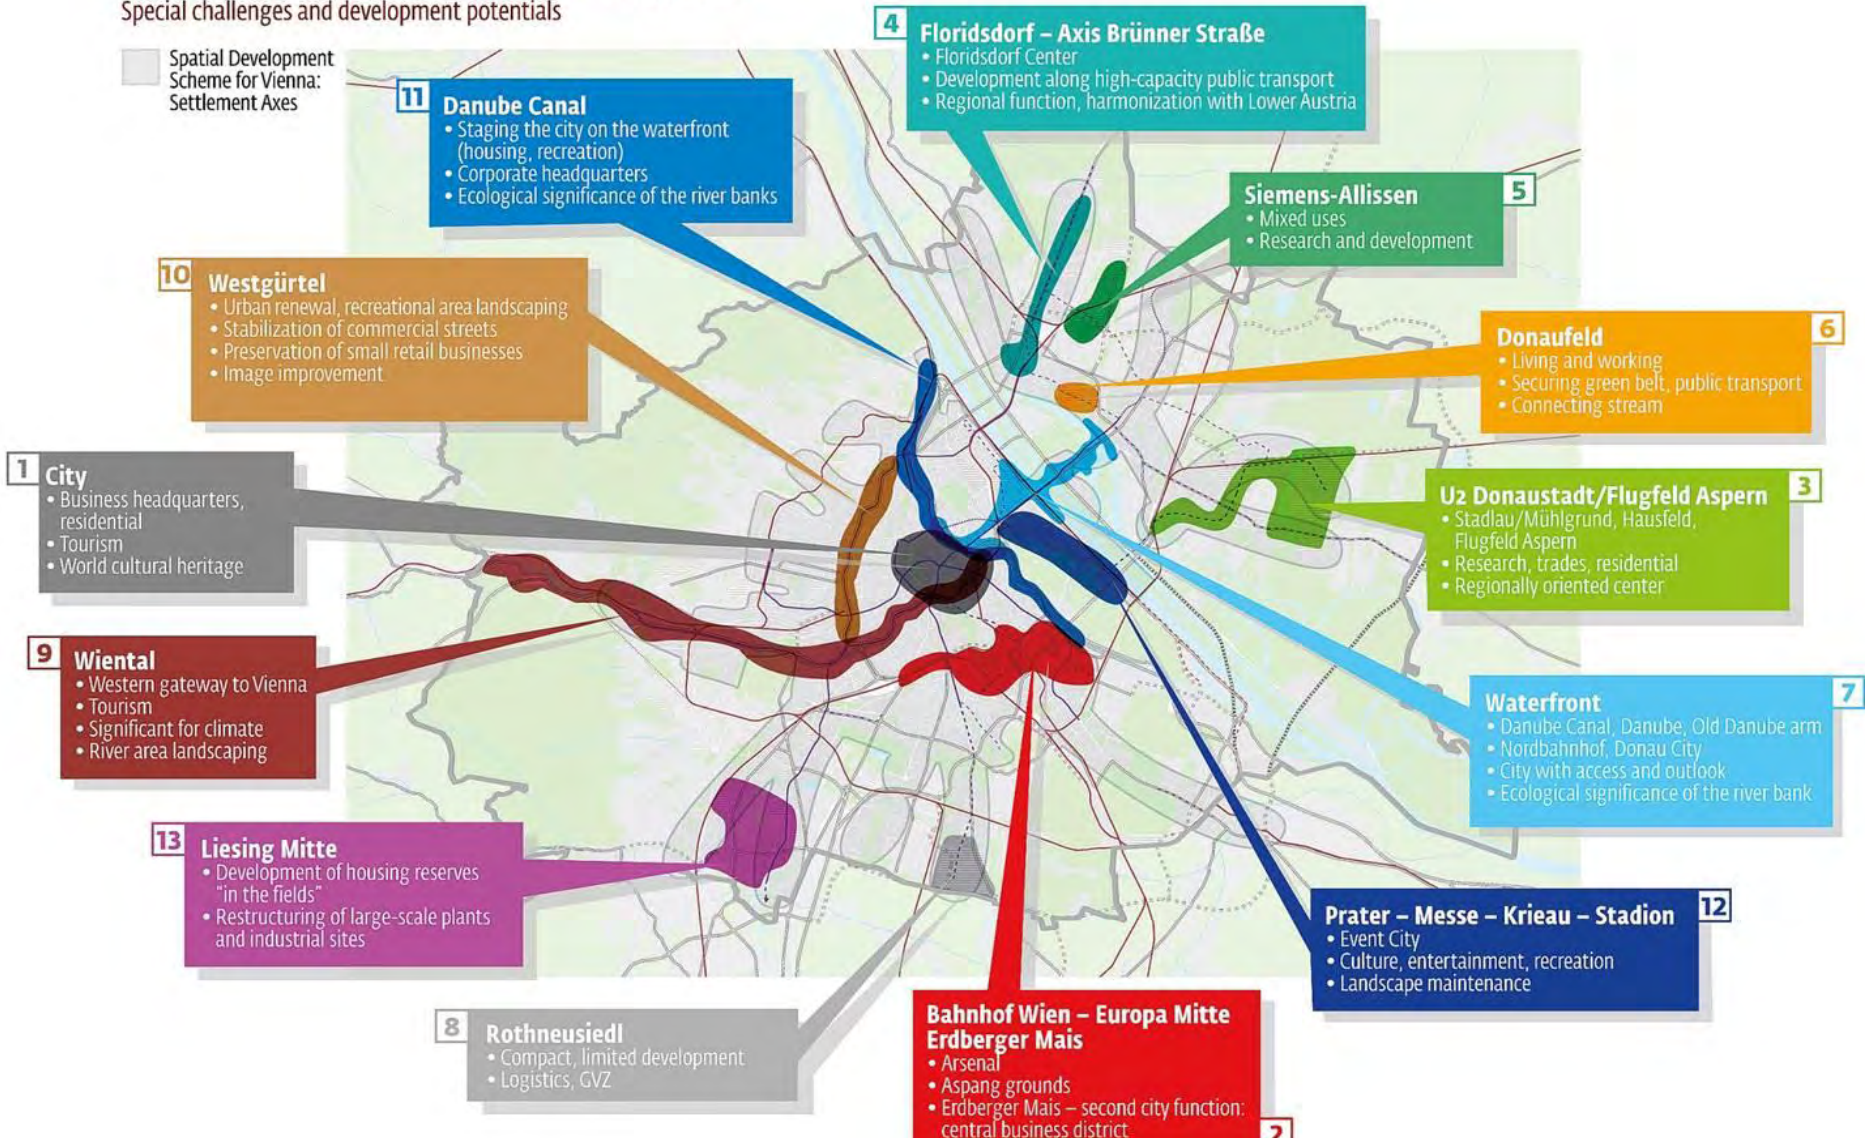 Special challenges and development potentials
Spatial Development
Scheme for Vienna:
Settlement Axes
4
Floridsdorf – Axis Brünner Straße
• Floridsdorf Center
• Development along high-capacity public transport
• Regional function, harmonization with Lower Austria
11
Danube Canal
• Staging the city on the waterfront
(housing, recreation)
• Corporate headquarters
• Ecological significance of the river banks
5
Siemens-Allissen
• Mixed uses
• Research and development
10
Westgürtel
• Urban renewal, recreational area landscaping
• Stabilization of commercial streets
• Preservation of small retail businesses
• Image improvement
6
Donaufeld
• Living and working
• Securing green belt, public transport
• Connecting stream
1
City
• Business headquarters,
residential
• Tourism
• World cultural heritage
3
U2 Donaustadt/Flugfeld Aspern
• Stadlau/Mühlgrund, Hausfeld,
Flugfeld Aspern
• Research, trades, residential
• Regionally oriented center
9
Wiental
• Western gateway to Vienna
• Tourism
• Significant for climate
• River area landscaping
7
Waterfront
• Danube Canal, Danube, Old Danube arm
• Nordbahnhof, Donau City
• City with access and outlook
• Ecological significance of the river bank
13
Liesing Mitte
• Development of housing reserves
"in the fields"
• Restructuring of large-scale plants
and industrial sites
12
Prater – Messe – Krieau – Stadion
• Event City
• Culture, entertainment, recreation
• Landscape maintenance
8
Rothneusiedl
• Compact, limited development
• Logistics, GVZ
Bahnhof Wien – Europa Mitte
Erdberger Mais
• Arsenal
• Aspang grounds
• Erdberger Mais – second city function:
central business district
2